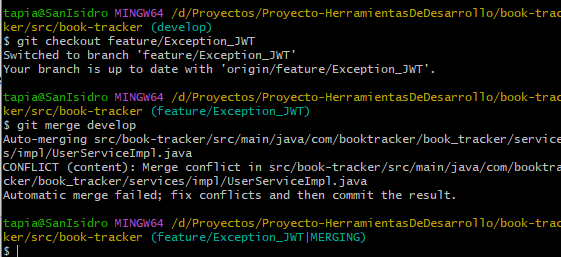 tapia@SanIsidro MINGW64 /d/Proyectos/Proyecto-HerramientasDeDesarrollo/book-trac
ker/src/book-tracker (develop)
$ git checkout feature/Exception_JWT
Switched to branch 'feature/Exception_JWT'
Your branch is up to date with 'origin/feature/Exception_JWT'.
tapia@SanIsidro MINGW64 /d/Proyectos/Proyecto-HerramientasDeDesarrollo/book-trac
ker/src/book-tracker (feature/Exception_JWT)
$ git merge develop
Auto-merging src/book-tracker/src/main/java/com/booktracker/book_tracker/service
s/impl/UserServiceImpl.java
CONFLICT (content): Merge conflict in src/book-tracker/src/main/java/com/booktra
cker/book_tracker/services/impl/UserServiceImpl.java
Automatic merge failed; fix conflicts and then commit the result.
tapia@SanIsidro MINGW64 /d/Proyectos/Proyecto-HerramientasDeDesarrollo/book-trac
ker/src/book-tracker (feature/Exception_JWT|MERGING)
$